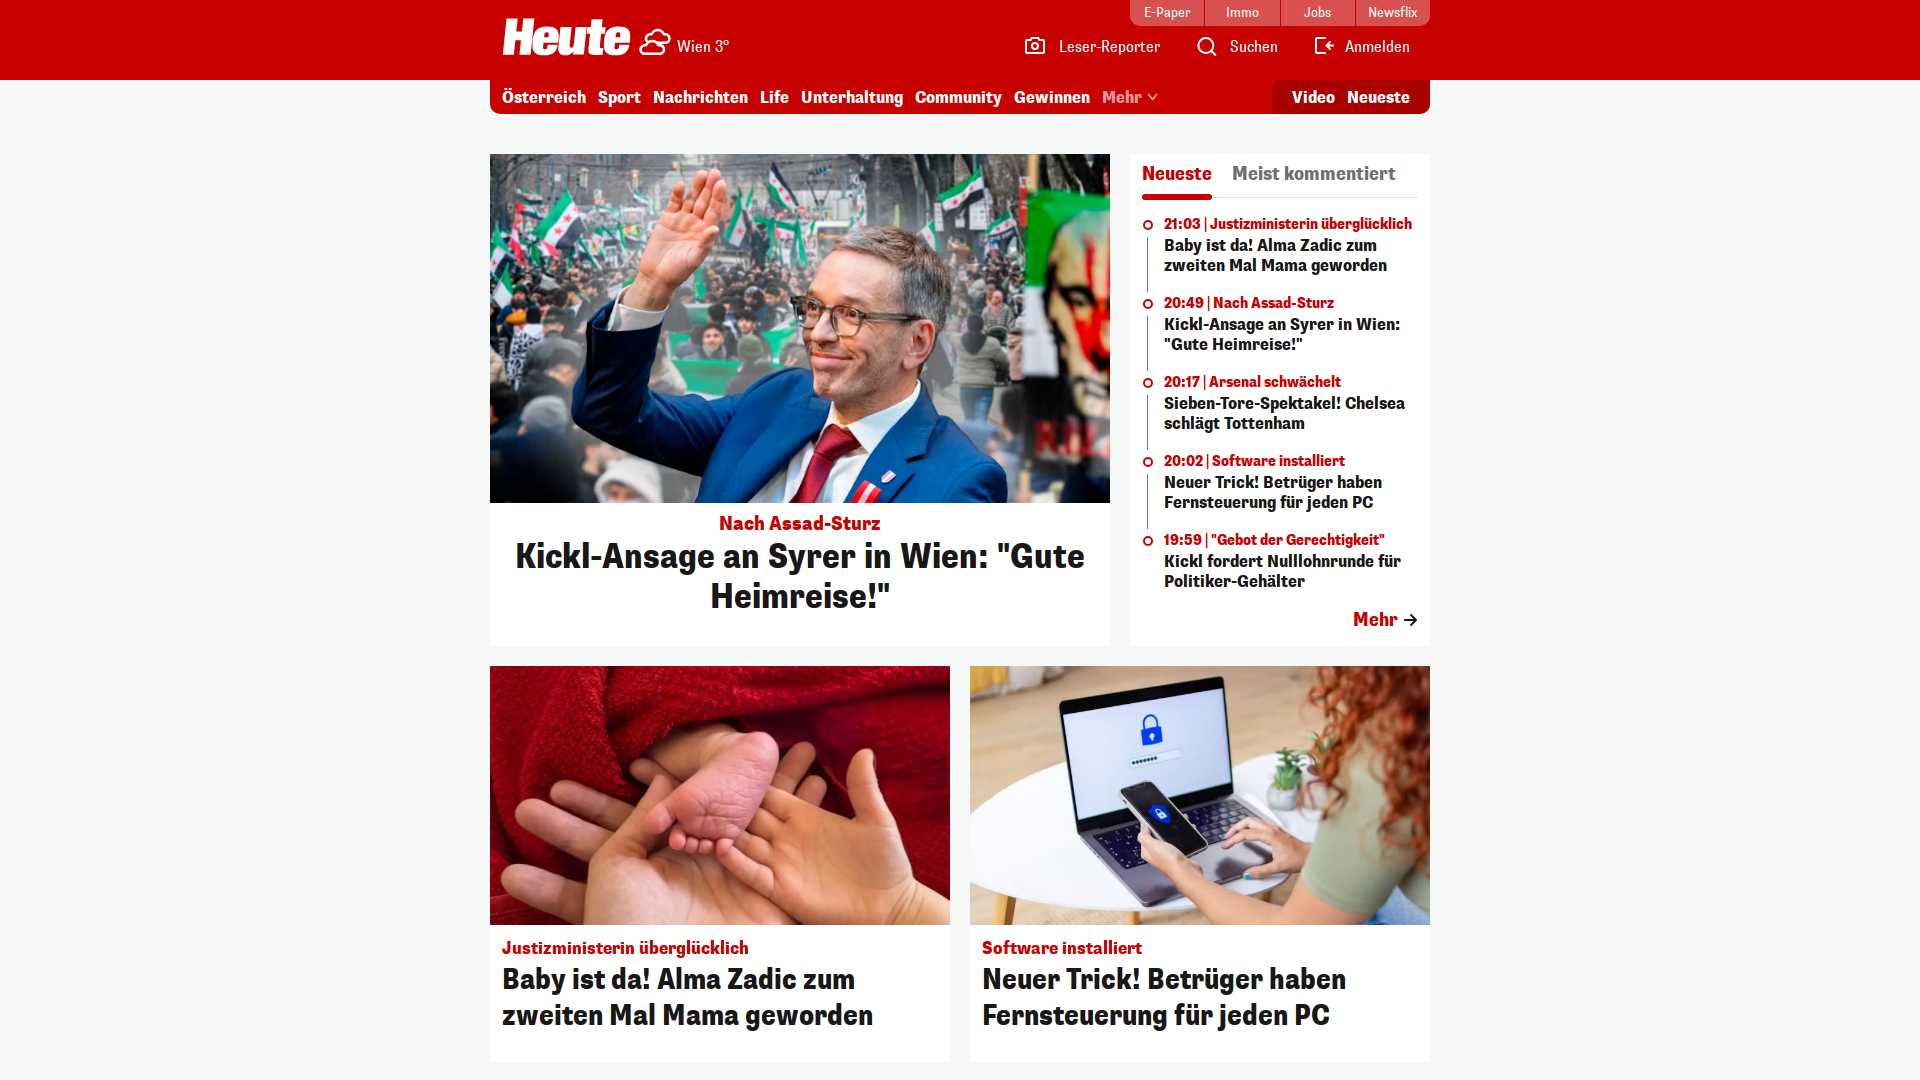 E-Paper
Immo
Jobs
Newsflix
Heute
Wien 3°
Leser-Reporter
Suchen
Anmelden
Österreich Sport Nachrichten Life Unterhaltung Community Gewinnen Mehr
Video Neueste
Nach Assad-Sturz
Kickl-Ansage an Syrer in Wien: "Gute
Heimreise!"
Neueste Meist kommentiert
21:03 | Justizministerin überglücklich
Baby ist da! Alma Zadic zum
zweiten Mal Mama geworden
20:49 | Nach Assad-Sturz
Kickl-Ansage an Syrer in Wien:
"Gute Heimreise!"
20:17 | Arsenal schwächelt
Sieben-Tore-Spektakel! Chelsea
schlägt Tottenham
20:02 | Software installiert
Neuer Trick! Betrüger haben
Fernsteuerung für jeden PC
19:59 | "Gebot der Gerechtigkeit"
Kickl fordert Nulllohnrunde für
Politiker-Gehälter
Mehr
Justizministerin überglücklich
Baby ist da! Alma Zadic zum
zweiten Mal Mama geworden
Software installiert
Neuer Trick! Betrüger haben
Fernsteuerung für jeden PC